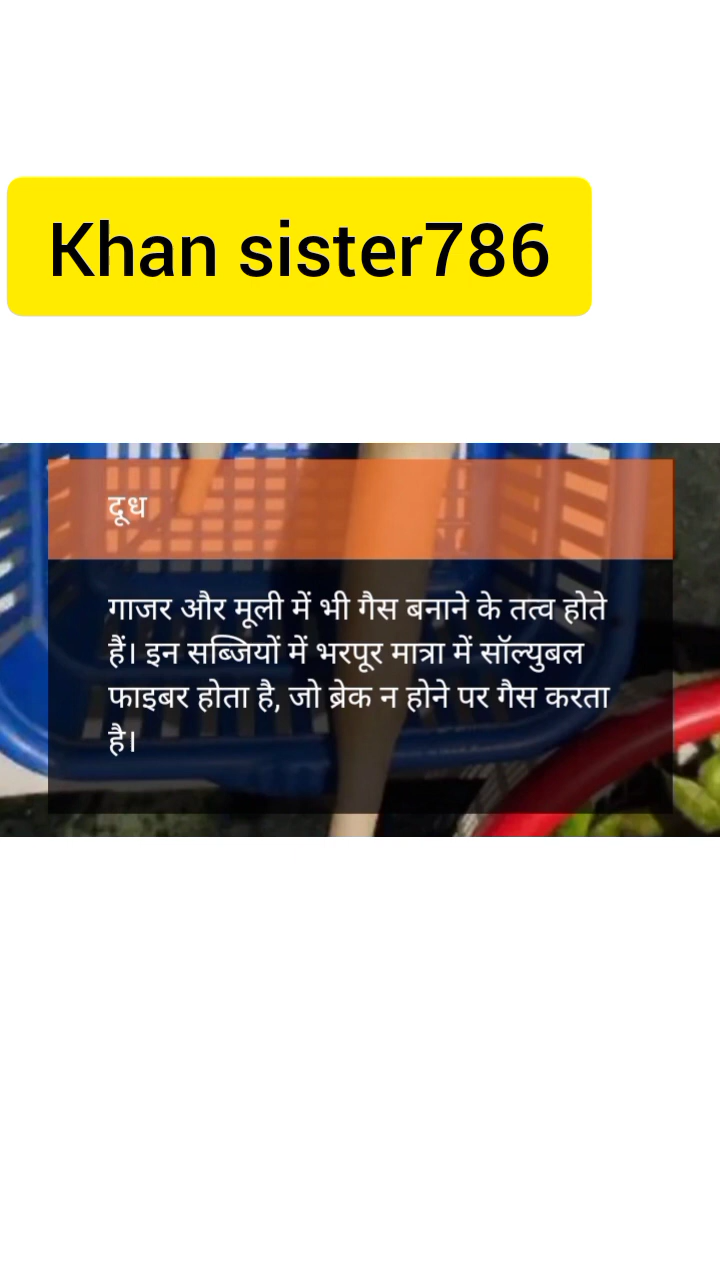 Khan sister786
दूध
गाजर और मूली में भी गैस बनाने के तत्व होते
हैं। इन सब्जियों में भरपूर मात्रा में सॉल्युबल
फाइबर होता है, जो ब्रेक न होने पर गैस करता
है।